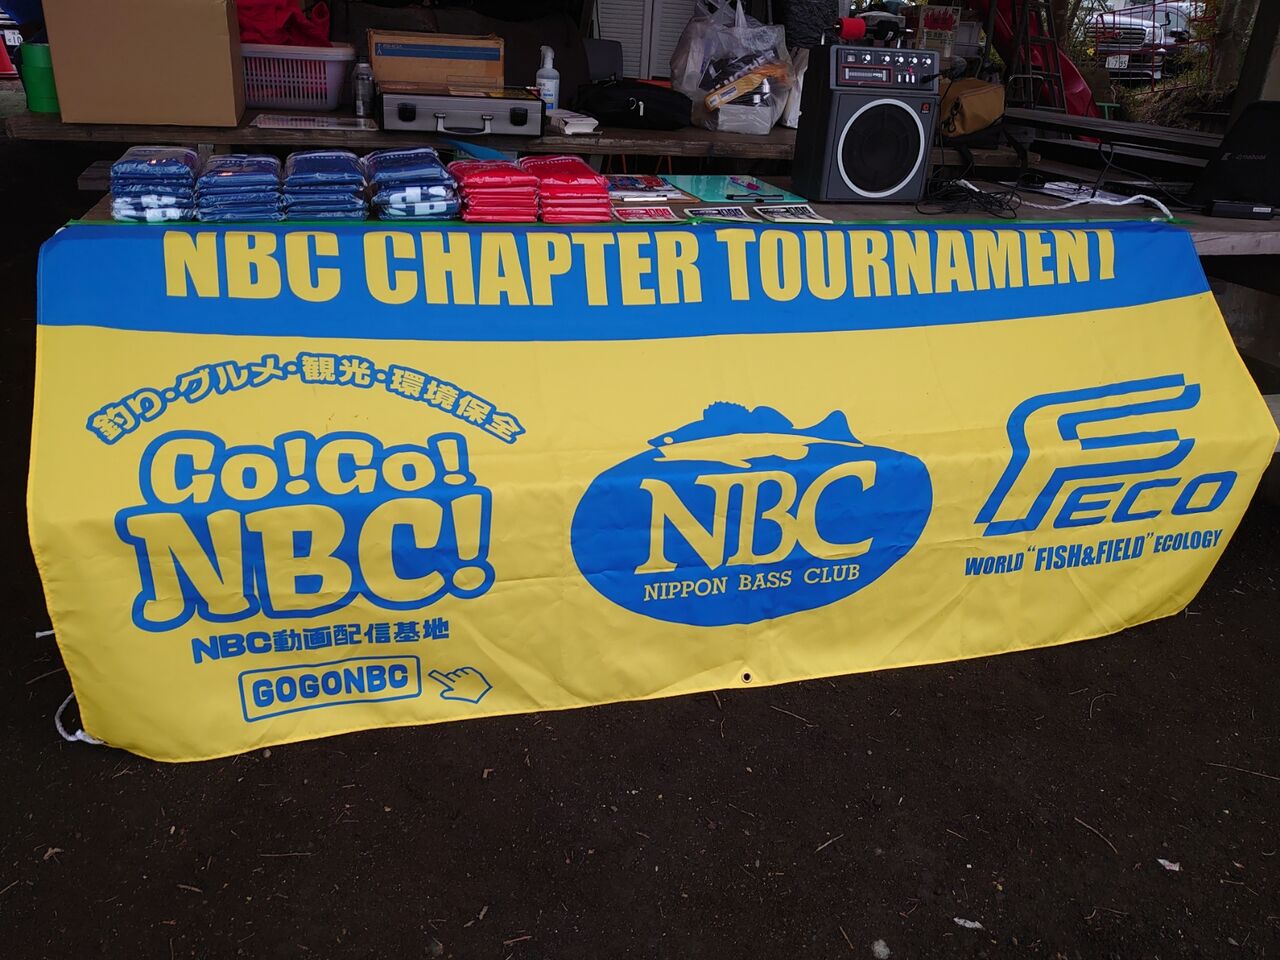 NBC CHAPTER TOURNAMENT
釣り・グルメ・観光・環境保全
Go!Go!
NBC!
NBC動画配信基地
GOGONBC
NBC
NIPPON BASS CLUB
FECO
WORLD "FISH&FIELD" ECOLOGY